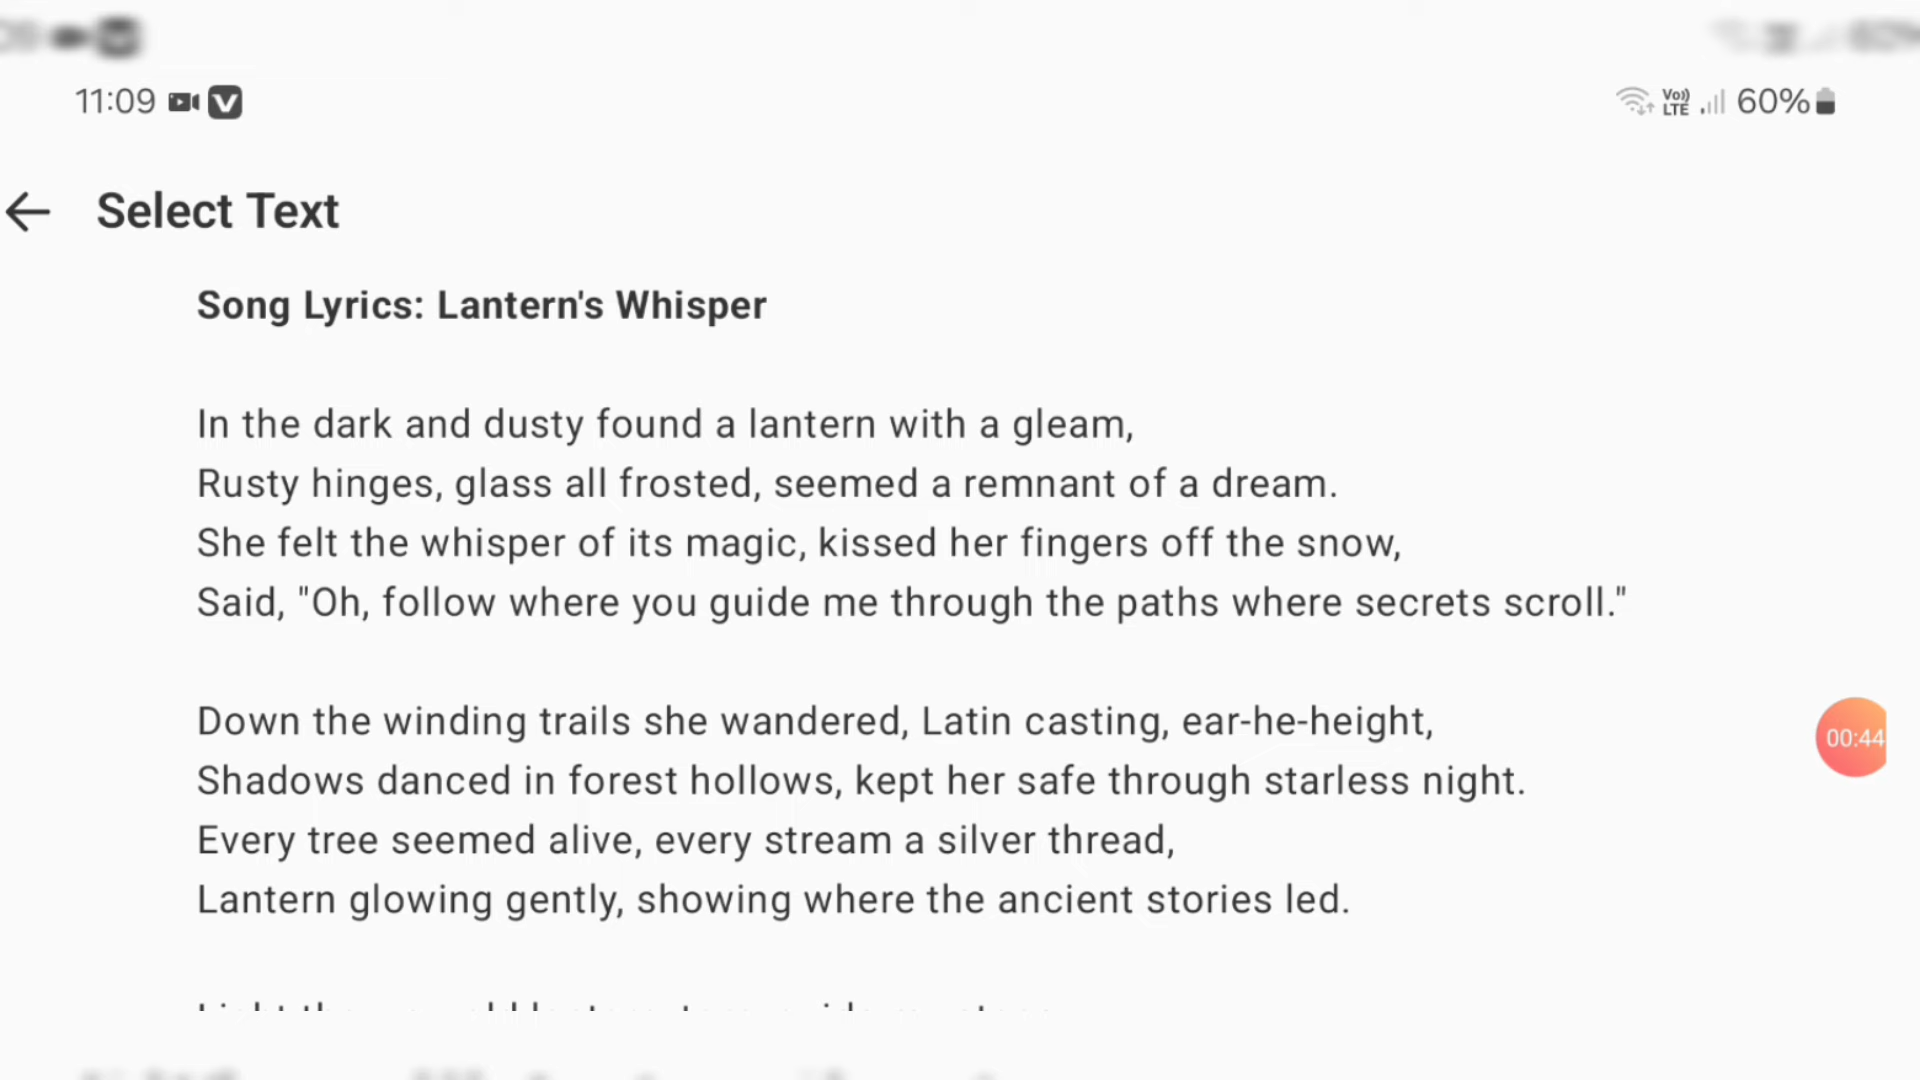 11:09
Vo)) LTE 60%
Select Text
Song Lyrics: Lantern's Whisper
In the dark and dusty found a lantern with a gleam,
Rusty hinges, glass all frosted, seemed a remnant of a dream.
She felt the whisper of its magic, kissed her fingers off the snow,
Said, "Oh, follow where you guide me through the paths where secrets scroll."
Down the winding trails she wandered, Latin casting, ear-he-height,
Shadows danced in forest hollows, kept her safe through starless night.
Every tree seemed alive, every stream a silver thread,
Lantern glowing gently, showing where the ancient stories led.
00:44